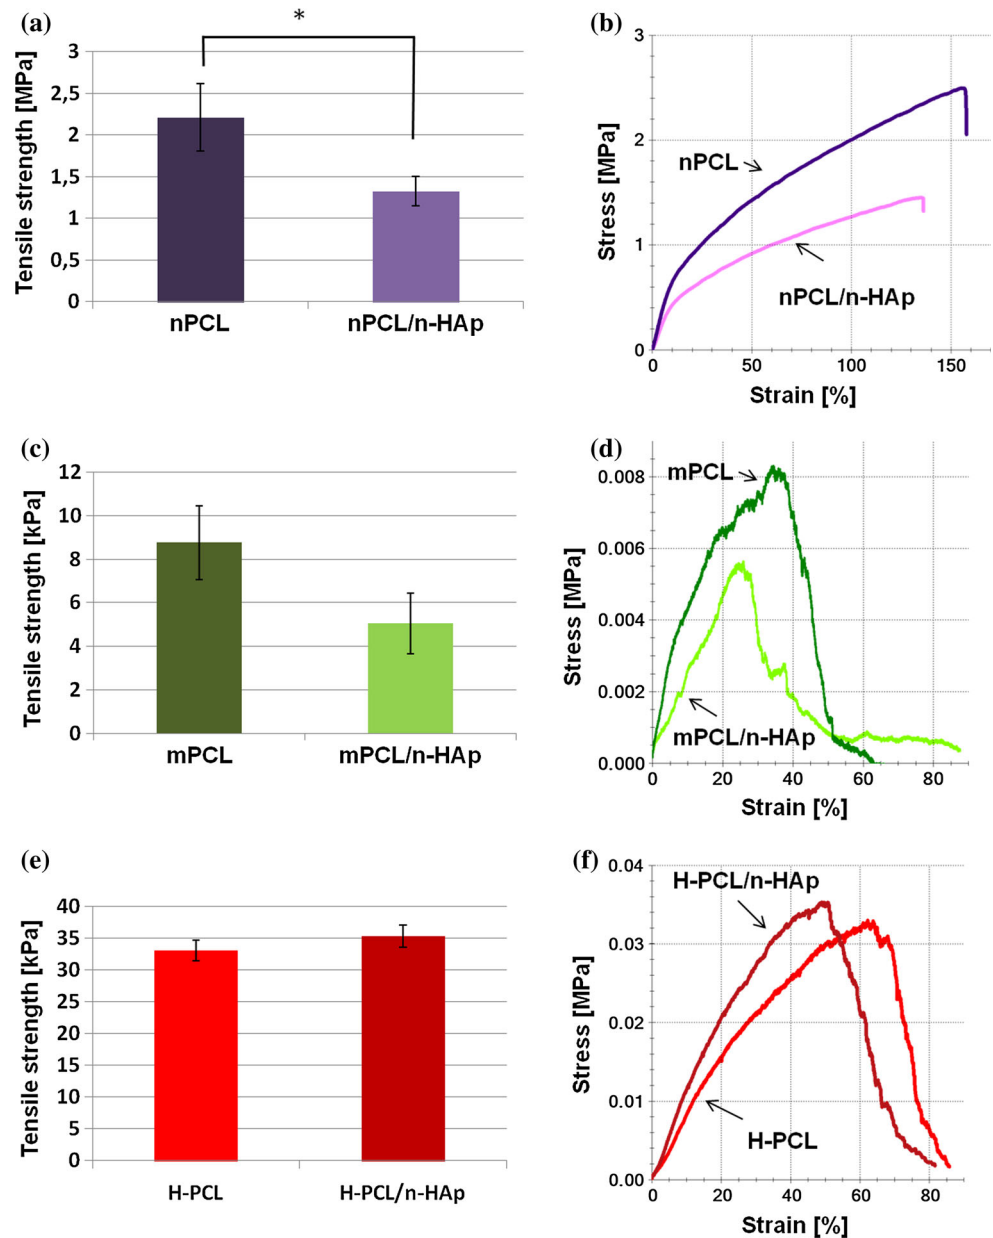 (a)
*
Tensile strength [MPa]
3
2,5
2
1,5
1
,5
0
nPCL
nPCL/n-HAp
(b)
Stress [MPa]
3
2
1
0
nPCL
nPCL/n-HAp
0 50 100 150
Strain [%]
(c)
Tensile strength [kPa]
12
10
8
6
4
2
0
mPCL
mPCL/n-HAp
(d)
Stress [MPa]
0.008
0.006
0.004
0.002
0.000
mPCL
mPCL/n-HAp
0 20 40 60 80
Strain [%]
(e)
Tensile strength [kPa]
40
35
30
25
20
15
10
5
0
H-PCL
H-PCL/n-HAp
(f)
Stress [MPa]
0.04
0.03
0.02
0.01
0.00
H-PCL/n-HAp
H-PCL
0 20 40 60 80
Strain [%]